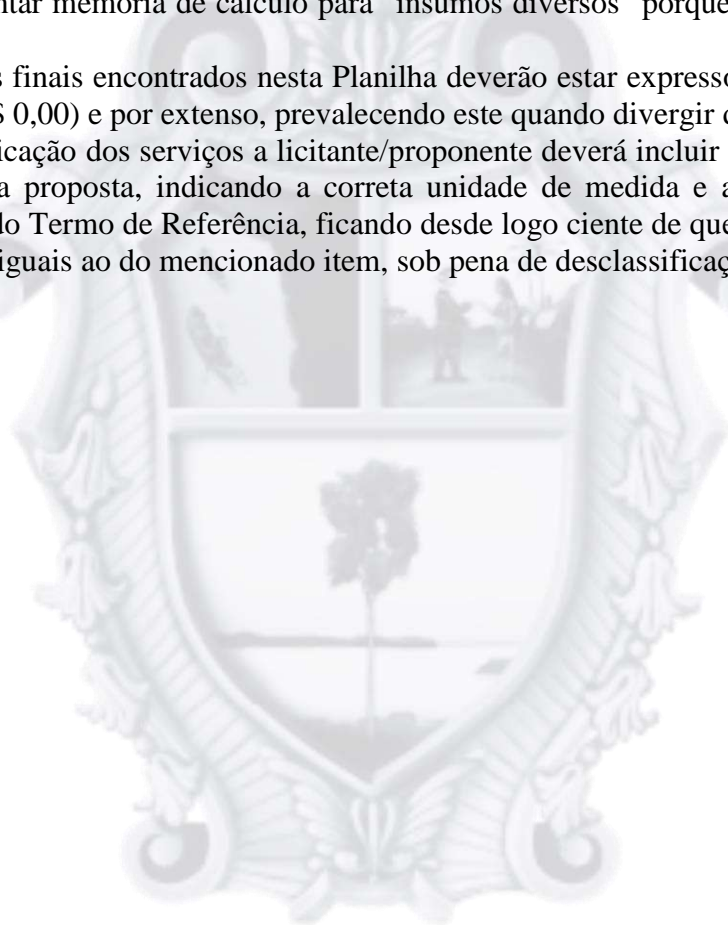 ntar memória de cálculo para "insumos diversos" porque
s finais encontrados nesta Planilha deverão estar expresso
0,00) e por extenso, prevalecendo este quando divergir
icação dos serviços a licitante/proponente deverá incluir
a proposta, indicando a correta unidade de medida e a
do Termo de Referência, ficando desde logo ciente de que
iguais ao do mencionado item, sob pena de desclassificaç